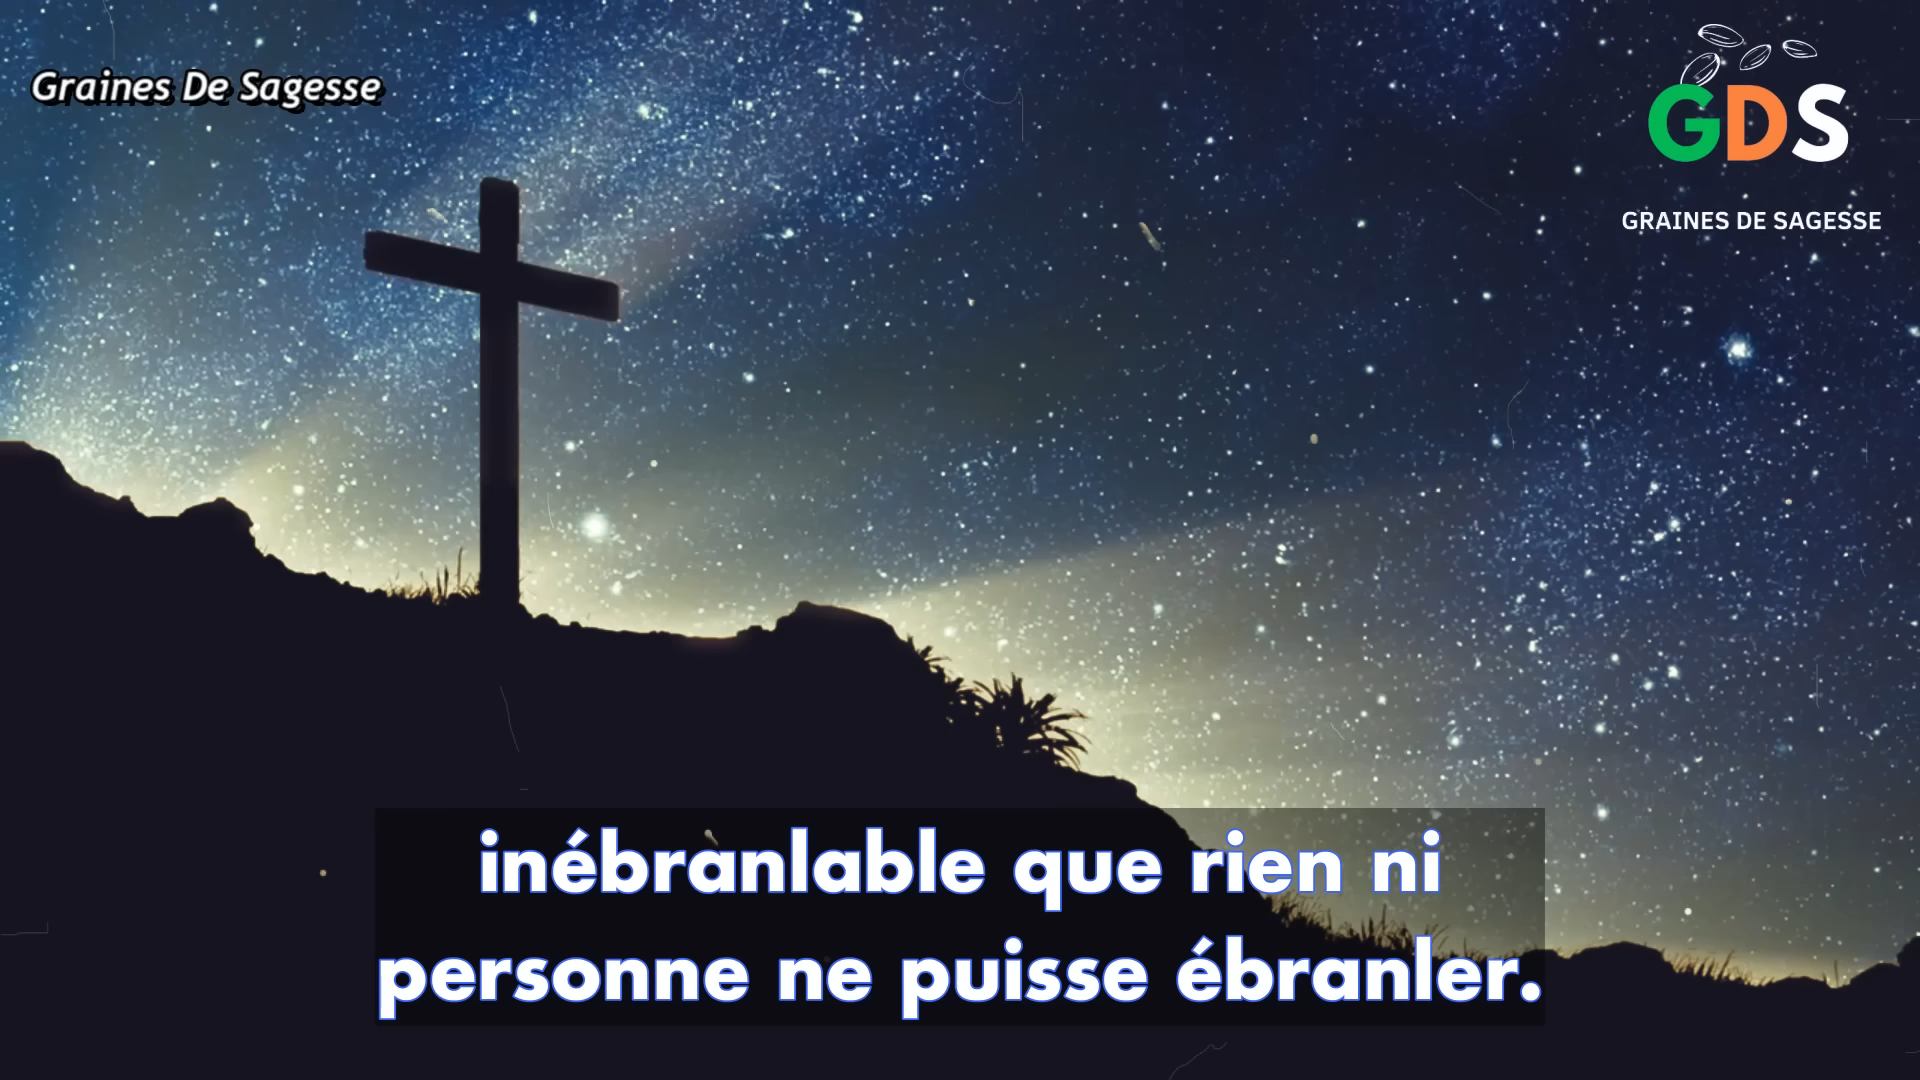 Graines De Sagesse
GDS
GRAINES DE SAGESSE
inébranlable que rien ni
personne ne puisse ébranler.